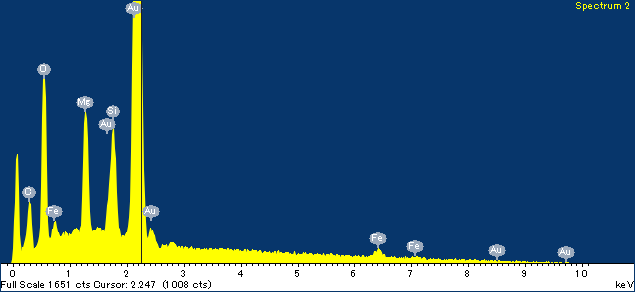 Spectrum 2
Au
O
Mg
Si
Au
O
Fe
Au
Fe
Fe
Au
Au
0 1 2 3 4 5 6 7 8 9 10
Full Scale 1651 cts Cursor: 2.247 (1008 cts) keV